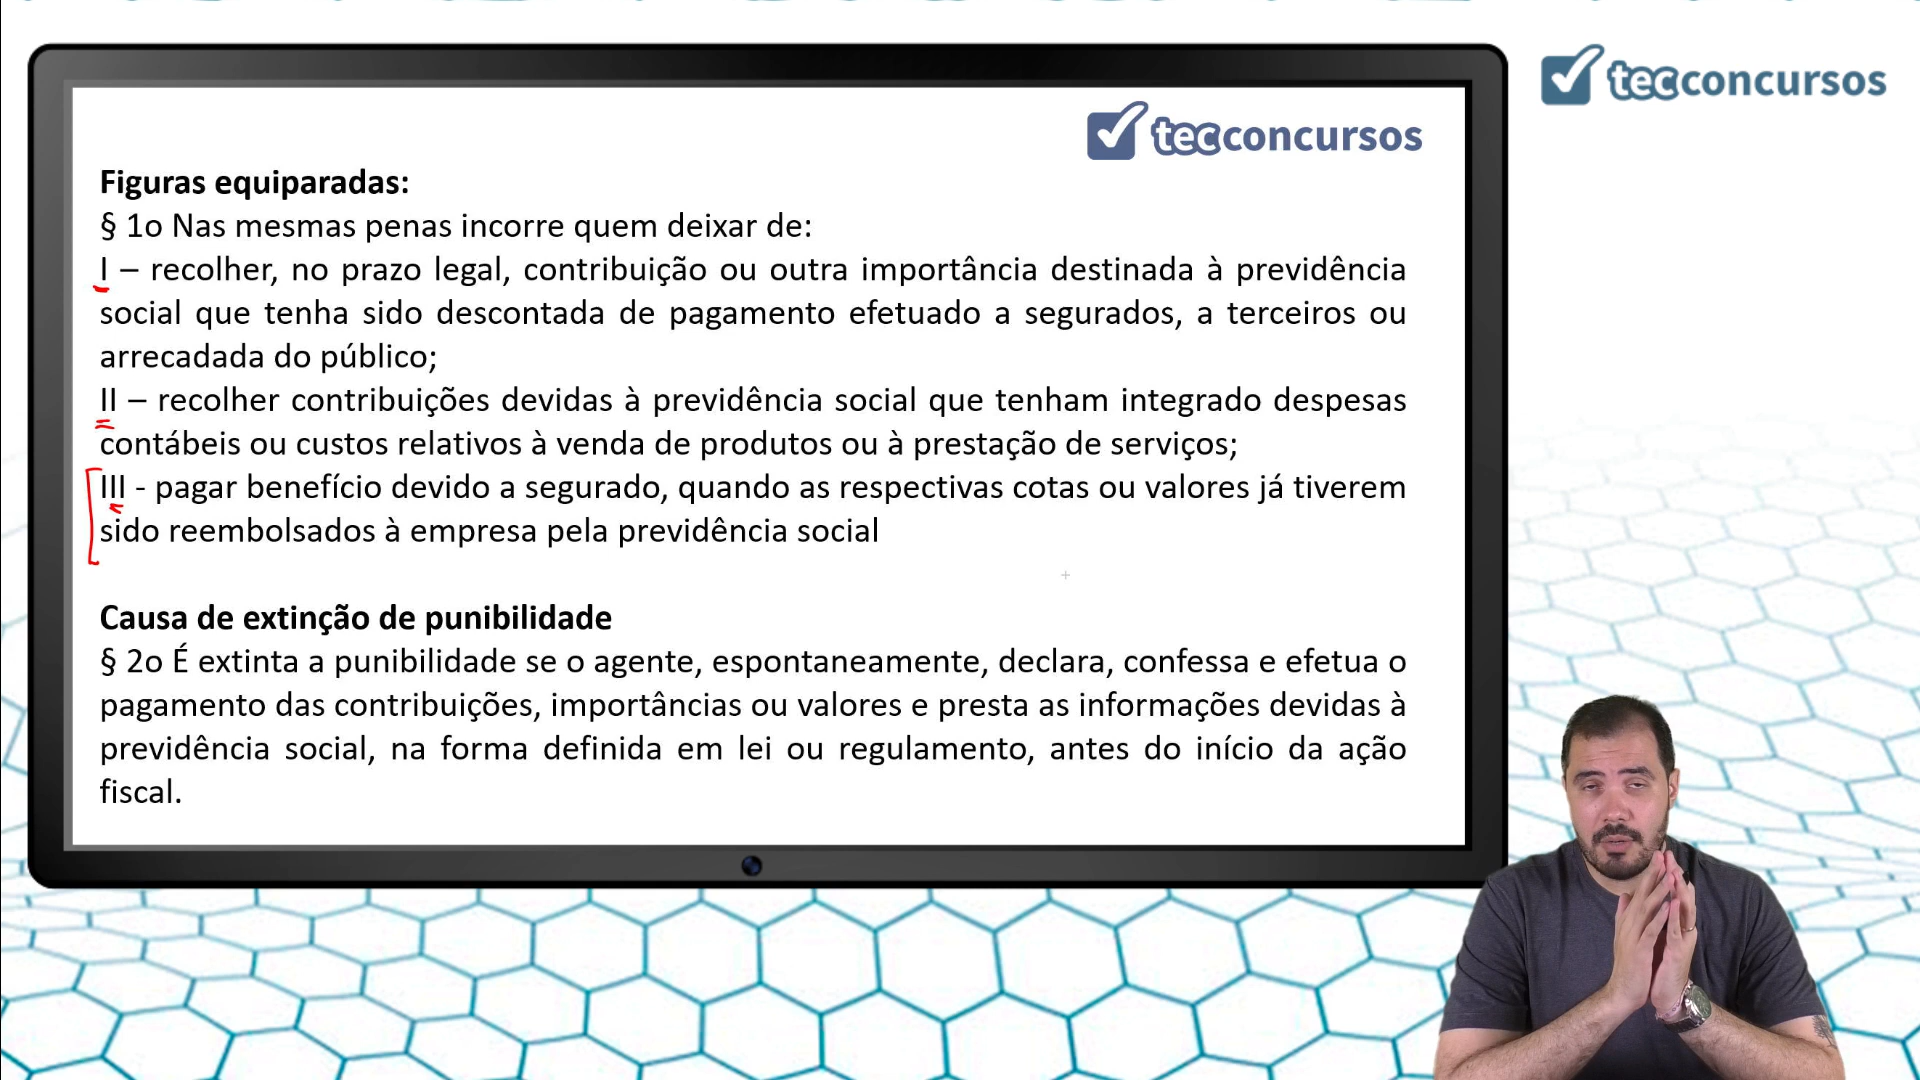 tecconcursos
tecconcursos
Figuras equiparadas:
§ 1o Nas mesmas penas incorre quem deixar de:
I – recolher, no prazo legal, contribuição ou outra importância destinada à previdência
social que tenha sido descontada de pagamento efetuado a segurados, a terceiros ou
arrecadada do público;
II – recolher contribuições devidas à previdência social que tenham integrado despesas
contábeis ou custos relativos à venda de produtos ou à prestação de serviços;
III - pagar benefício devido a segurado, quando as respectivas cotas ou valores já tiverem
sido reembolsados à empresa pela previdência social
Causa de extinção de punibilidade
§ 2o É extinta a punibilidade se o agente, espontaneamente, declara, confessa e efetua o
pagamento das contribuições, importâncias ou valores e presta as informações devidas à
previdência social, na forma definida em lei ou regulamento, antes do início da ação
fiscal.